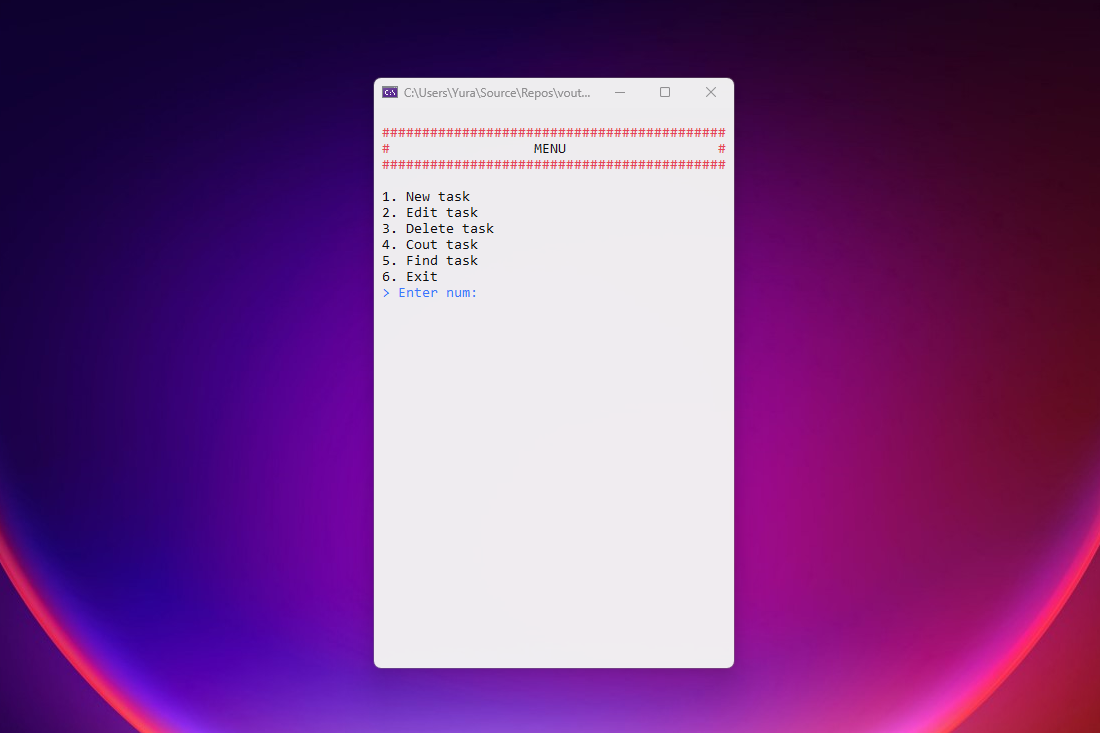 C:\Users\Yura\Source\Repos\vout...
###########################################
# MENU #
###########################################
1. New task
2. Edit task
3. Delete task
4. Cout task
5. Find task
6. Exit
> Enter num: